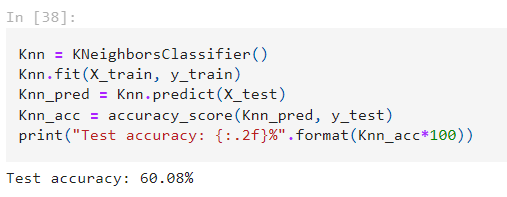 In [38]:
Knn = KNeighborsClassifier()
Knn.fit(X_train, y_train)
Knn_pred = Knn.predict(X_test)
Knn_acc = accuracy_score(Knn_pred, y_test)
print("Test accuracy: {:.2f}%".format(Knn_acc*100))
Test accuracy: 60.08%